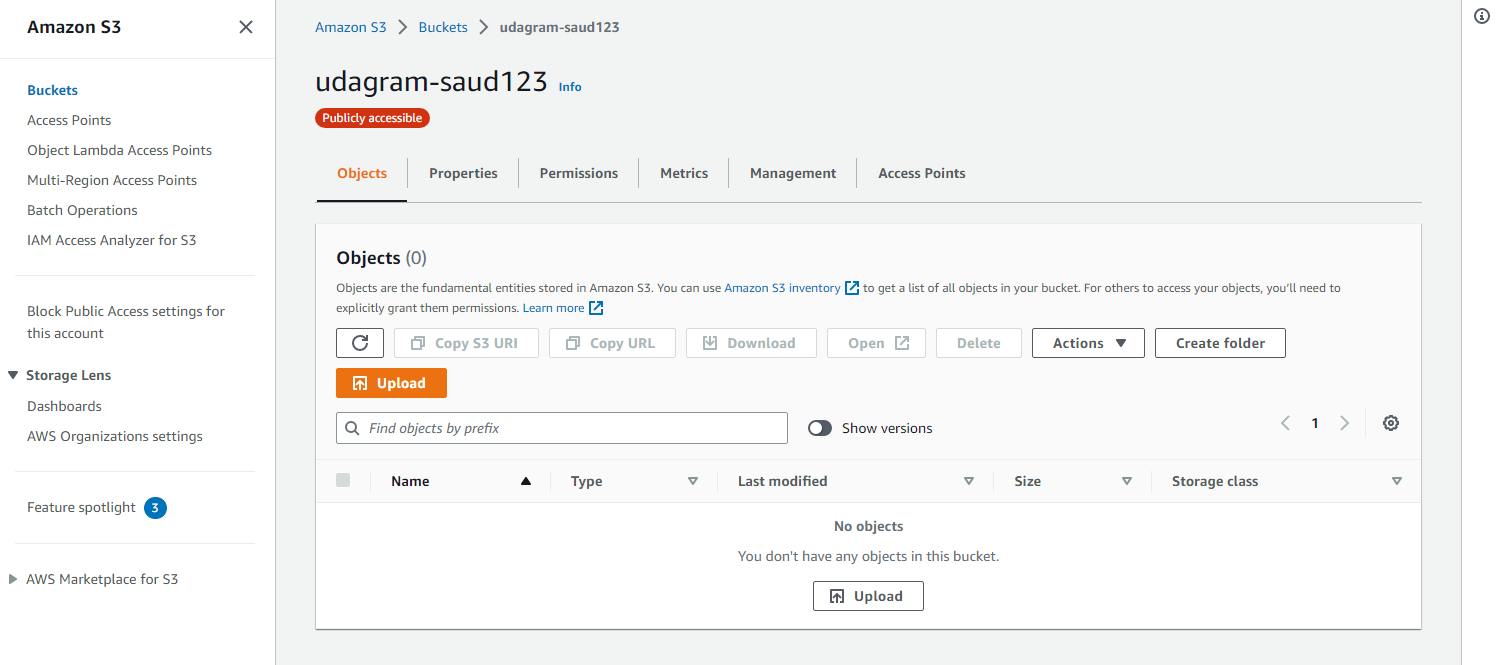 Amazon S3
Buckets
Access Points
Object Lambda Access Points
Multi-Region Access Points
Batch Operations
IAM Access Analyzer for S3
Block Public Access settings for
this account
Storage Lens
Dashboards
AWS Organizations settings
Feature spotlight 3
AWS Marketplace for S3
Amazon S3 Buckets udagram-saud123
udagram-saud123 Info
Publicly accessible
Objects Properties Permissions Metrics Management Access Points
Objects (0)
Objects are the fundamental entities stored in Amazon S3. You can use Amazon S3 inventory to get a list of all objects in your bucket. For others to access your objects, you'll need to
explicitly grant them permissions. Learn more
Copy S3 URI Copy URL Download Open Delete Actions Create folder
Upload
Find objects by prefix Show versions 1
Name Type Last modified Size Storage class
No objects
You don't have any objects in this bucket.
Upload